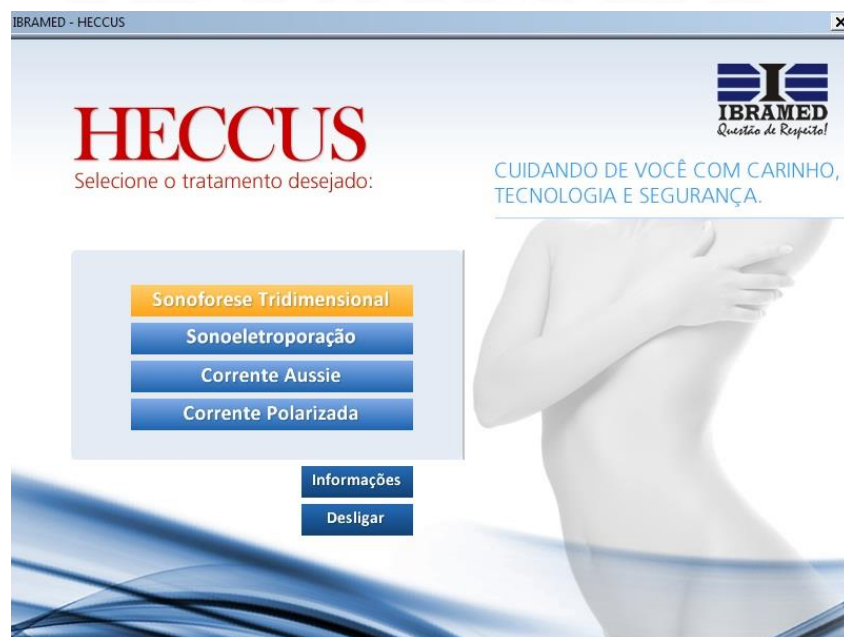 IBRAMED - HECCUS
IBRAMED
Questão de Respeito!
HECCUS
Selecione o tratamento desejado:
CUIDANDO DE VOCÊ COM CARINHO,
TECNOLOGIA E SEGURANÇA.
Sonoforese Tridimensional
Sonoeletroporação
Corrente Aussie
Corrente Polarizada
Informações
Desligar